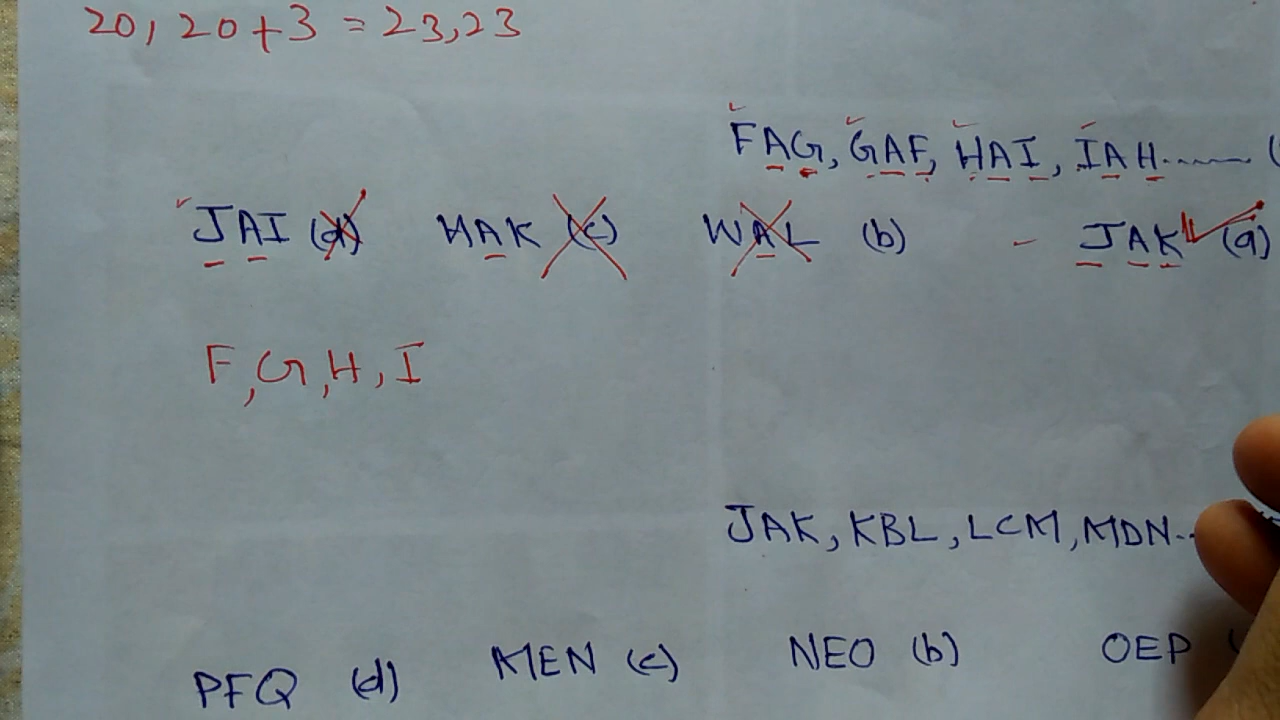 20, 20+3 = 23,23
FAG, GAF, HAI, IAH...... (
JAI (d) HAK (c) WAL (b) - JAK (a)
F, G, H, I
JAK, KBL, LCM, MDN..
PFQ (d) MEN (c) NEO (b) OEP (